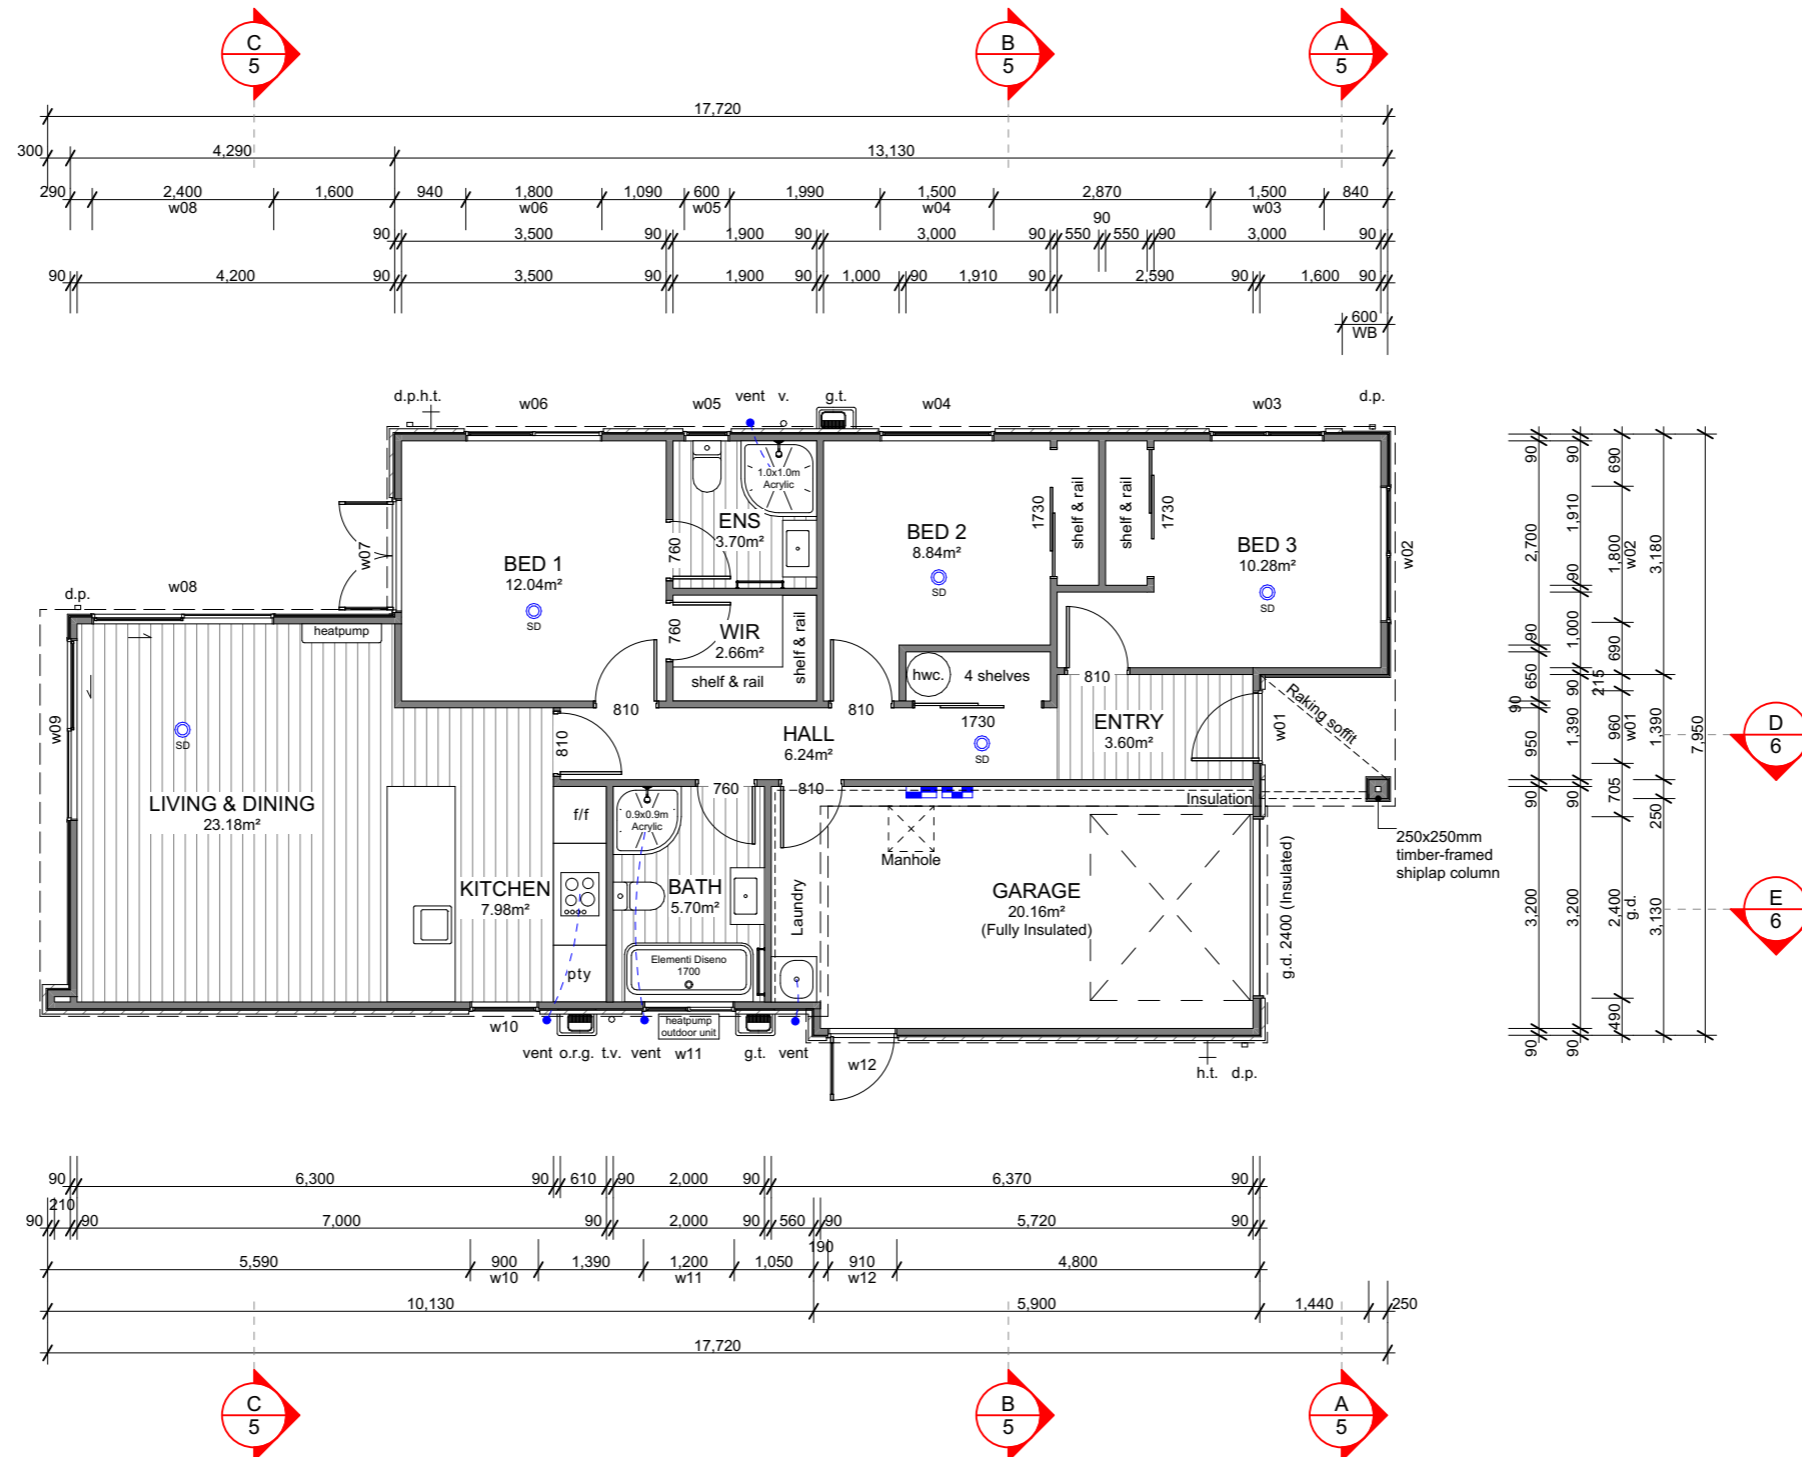 C
5
B
5
A
5
17,720
300
4,290
13,130
290
2,400
1,600
940
1,800
1,090
600
1,990
1,500
2,870
1,500
840
w08
w06
w05
w04
w03
90
90
3,500
90
1,900
90
3,000
90
550
550
90
3,000
90
90
4,200
90
3,500
90
1,900
90
1,000
90
1,910
90
2,590
90
1,600
90
600
WB
d.p.
h.t.
w06
w05
vent
v.
g.t.
w04
w03
d.p.
1.0x1.0m
Acrylic
ENS
3.70m²
760
BED 1
12.04m²
SD
w07
BED 2
8.84m²
SD
1730
shelf & rail
shelf & rail
1730
BED 3
10.28m²
SD
w02
w08
d.p.
heatpump
760
WIR
2.66m²
shelf & rail
shelf & rail
hwc.
4 shelves
810
810
810
1730
ENTRY
3.60m²
w01
Raking soffit
w09
SD
810
HALL
6.24m²
SD
LIVING & DINING
23.18m²
760
810
Insulation
f/f
0.9x0.9m
Acrylic
Manhole
250x250mm
timber-framed
shiplap column
KITCHEN
7.98m²
BATH
5.70m²
Laundry
GARAGE
20.16m²
(Fully Insulated)
g.d. 2400 (Insulated)
pty
Elementi Diseno
1700
w10
heatpump
outdoor unit
vent
o.r.g.
t.v.
vent
w11
g.t.
vent
w12
h.t.
d.p.
90
2,700
90
650
90
950
90
3,200
90
90
1,910
90
1,000
90
1,390
90
3,200
90
690
1,800
w02
690
215
960
w01
705
2,400
g.d.
490
3,180
1,390
250
3,130
7,950
D
6
E
6
90
6,300
90
610
90
2,000
90
6,370
90
90
210
90
7,000
90
2,000
90
560
90
5,720
90
5,590
900
1,390
1,200
1,050
190
910
4,800
w10
w11
w12
10,130
5,900
1,440
250
17,720
C
5
B
5
A
5